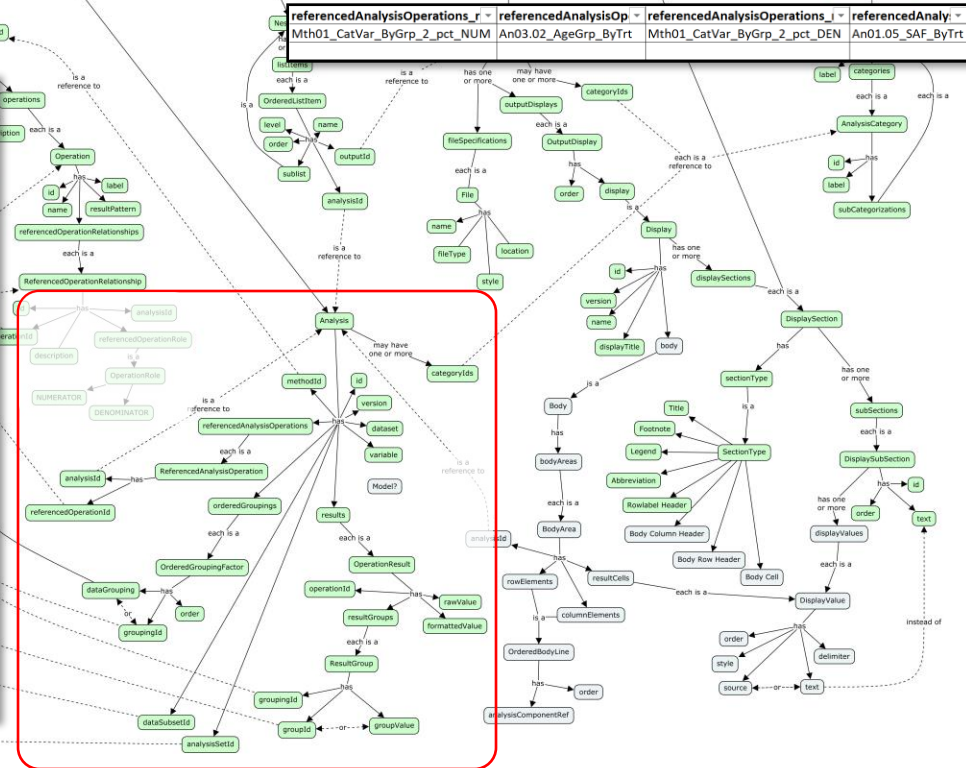 referencedAnalysisOperations_r
referencedAnalysisOp
referencedAnalysisOperations_
referencedAnaly
Mth01_CatVar_ByGrp_2_pct_NUM
An03.02_AgeGrp_ByTrt
Mth01_CatVar_ByGrp_2_pct_DEN
An01.05_SAF_ByTrt
is a
reference to
operations
each is a
Operation
has
id
label
name
resultPattern
referencedOperationRelationships
each is a
ReferencedOperationRelationship
has
analysisId
description
referencedOperationRole
is a
OperationRole
NUMERATOR
DENOMINATOR
listItems
each is a
OrderedListItem
is a
level
name
has
order
outputId
sublist
analysisId
is a
reference to
is a
reference to
has one
or more
may have
one or more
outputDisplays
categoryIds
each is a
fileSpecifications
OutputDisplay
each is a
has
File
order
display
has
is a
name
fileType
location
style
Display
has
has one
or more
id
displaySections
version
name
displayTitle
body
each is a
reference to
label
categories
each is a
each is a
AnalysisCategory
id
has
label
subCategorizations
each is a
DisplaySection
has
has one
or more
sectionType
is a
subSections
each is a
Title
Footnote
Legend
SectionType
Abbreviation
Rowlabel Header
Body Column Header
Body Row Header
Body Cell
DisplaySubSection
has
id
has one
or more
order
text
displayValues
each is a
DisplayValue
has
order
delimiter
style
source
or
text
instead of
is a
Body
has
bodyAreas
each is a
BodyArea
has
analysisId
rowElements
resultCells
each is a
columnElements
is a
OrderedBodyLine
has
order
analysisComponentRef
Analysis
may have
one or more
categoryIds
methodId
id
version
has
dataset
variable
Model?
is a
reference to
is a
reference to
referencedAnalysisOperations
each is a
ReferencedAnalysisOperation
analysisId
has
referencedOperationId
orderedGroupings
each is a
OrderedGroupingFactor
dataGrouping
has
or
order
groupingId
results
each is a
OperationResult
operationId
has
rawValue
resultGroups
formattedValue
each is a
ResultGroup
has
groupingId
groupId
or
groupValue
dataSubsetId
analysisSetId